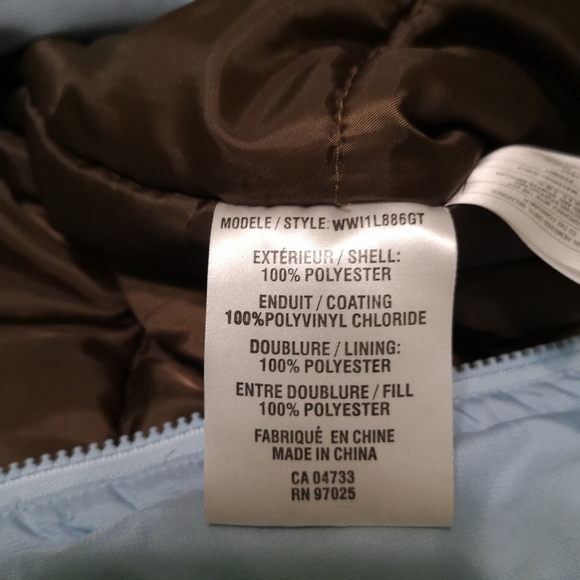 MODELE / STYLE: WWI1L886GT
EXTÉRIEUR / SHELL:
100% POLYESTER
ENDUIT / COATING
100%POLYVINYL CHLORIDE
DOUBLURE / LINING:
100% POLYESTER
ENTRE DOUBLURE / FILL
100% POLYESTER
FABRIQUÉ EN CHINE
MADE IN CHINA
CA 04733
RN 97025